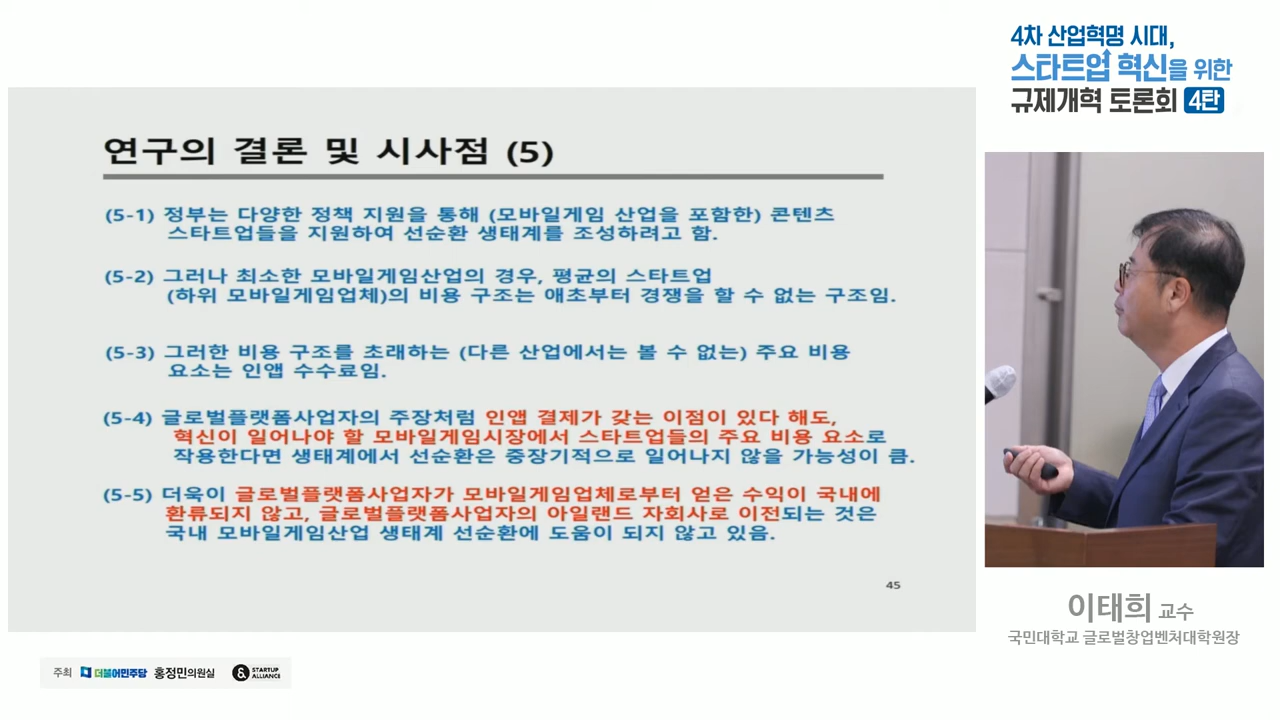 4차 산업혁명 시대,
스타트업 혁신을 위한
규제개혁 토론회 4탄
연구의 결론 및 시사점 (5)
(5-1) 정부는 다양한 정책 지원을 통해 (모바일게임 산업을 포함한) 콘텐츠
스타트업들을 지원하여 선순환 생태계를 조성하려고 함.
(5-2) 그러나 최소한 모바일게임산업의 경우, 평균의 스타트업
(하위 모바일게임업체)의 비용 구조는 애초부터 경쟁을 할 수 없는 구조임.
(5-3) 그러한 비용 구조를 초래하는 (다른 산업에서는 볼 수 없는) 주요 비용
요소는 인앱 수수료임.
(5-4) 글로벌플랫폼사업자의 주장처럼 인앱 결제가 갖는 이점이 있다 해도,
혁신이 일어나야 할 모바일게임시장에서 스타트업들의 주요 비용 요소로
작용한다면 생태계에서 선순환은 중장기적으로 일어나지 않을 가능성이 큼.
(5-5) 더욱이 글로벌플랫폼사업자가 모바일게임업체로부터 얻은 수익이 국내에
환류되지 않고, 글로벌플랫폼사업자의 아일랜드 자회사로 이전되는 것은
국내 모바일게임산업 생태계 선순환에 도움이 되지 않고 있음.
45
이태희 교수
국민대학교 글로벌창업벤처대학원장
주최 더불어민주당 홍정민의원실 & STARTUP
ALLIANCE